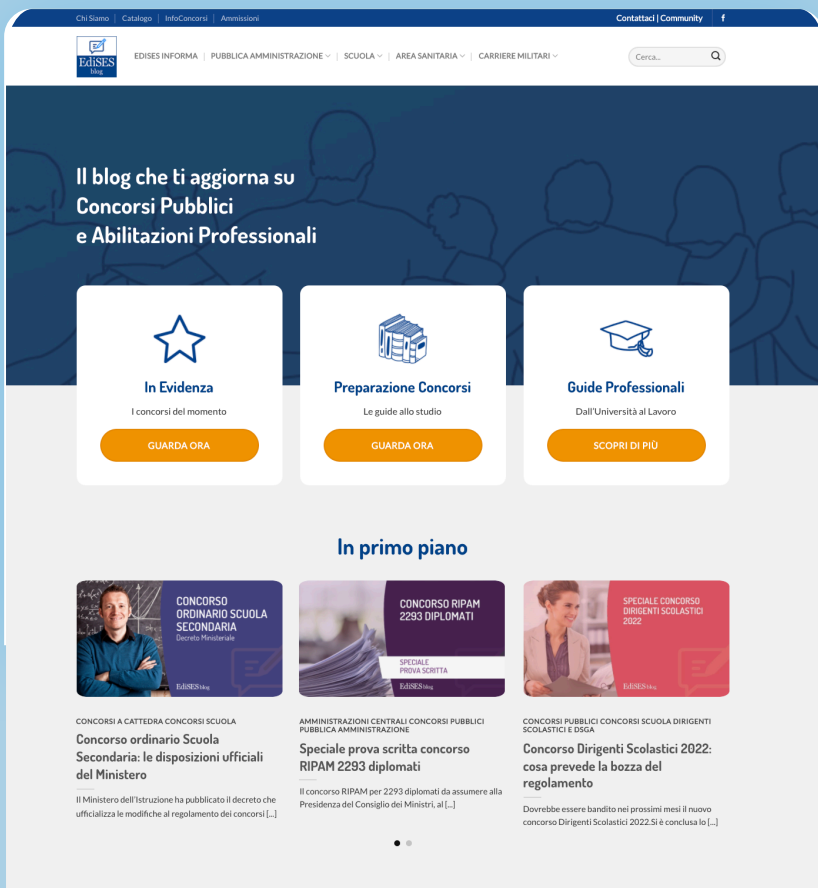 Chi Siamo | Catalogo | InfoConcorsi | Ammissioni
Contattaci | Community f
EdiSES
blog
EDISES INFORMA | PUBBLICA AMMINISTRAZIONE | SCUOLA | AREA SANITARIA | CARRIERE MILITARI
Cerca...
Il blog che ti aggiorna su
Concorsi Pubblici
e Abilitazioni Professionali
In Evidenza
I concorsi del momento
GUARDA ORA
Preparazione Concorsi
Le guide allo studio
GUARDA ORA
Guide Professionali
Dall'Università al Lavoro
SCOPRI DI PIÙ
In primo piano
CONCORSO
ORDINARIO SCUOLA
SECONDARIA
Decreto Ministeriale
EdiSES blog
CONCORSI A CATTEDRA CONCORSI SCUOLA
Concorso ordinario Scuola
Secondaria: le disposizioni ufficiali
del Ministero
Il Ministero dell'Istruzione ha pubblicato il decreto che
ufficializza le modifiche al regolamento dei concorsi [...]
CONCORSO RIPAM
2293 DIPLOMATI
SPECIALE
PROVA SCRITTA
EdiSES blog
AMMINISTRAZIONI CENTRALI CONCORSI PUBBLICI
PUBBLICA AMMINISTRAZIONE
Speciale prova scritta concorso
RIPAM 2293 diplomati
Il concorso RIPAM per 2293 diplomati da assumere alla
Presidenza del Consiglio dei Ministri, al [...]
SPECIALE CONCORSO
DIRIGENTI SCOLASTICI
2022
EdiSES blog
CONCORSI PUBBLICI CONCORSI SCUOLA DIRIGENTI
SCOLASTICI E DSGA
Concorso Dirigenti Scolastici 2022:
cosa prevede la bozza del
regolamento
Dovrebbe essere bandito nei prossimi mesi il nuovo
concorso Dirigenti Scolastici 2022.Si è conclusa lo [...]